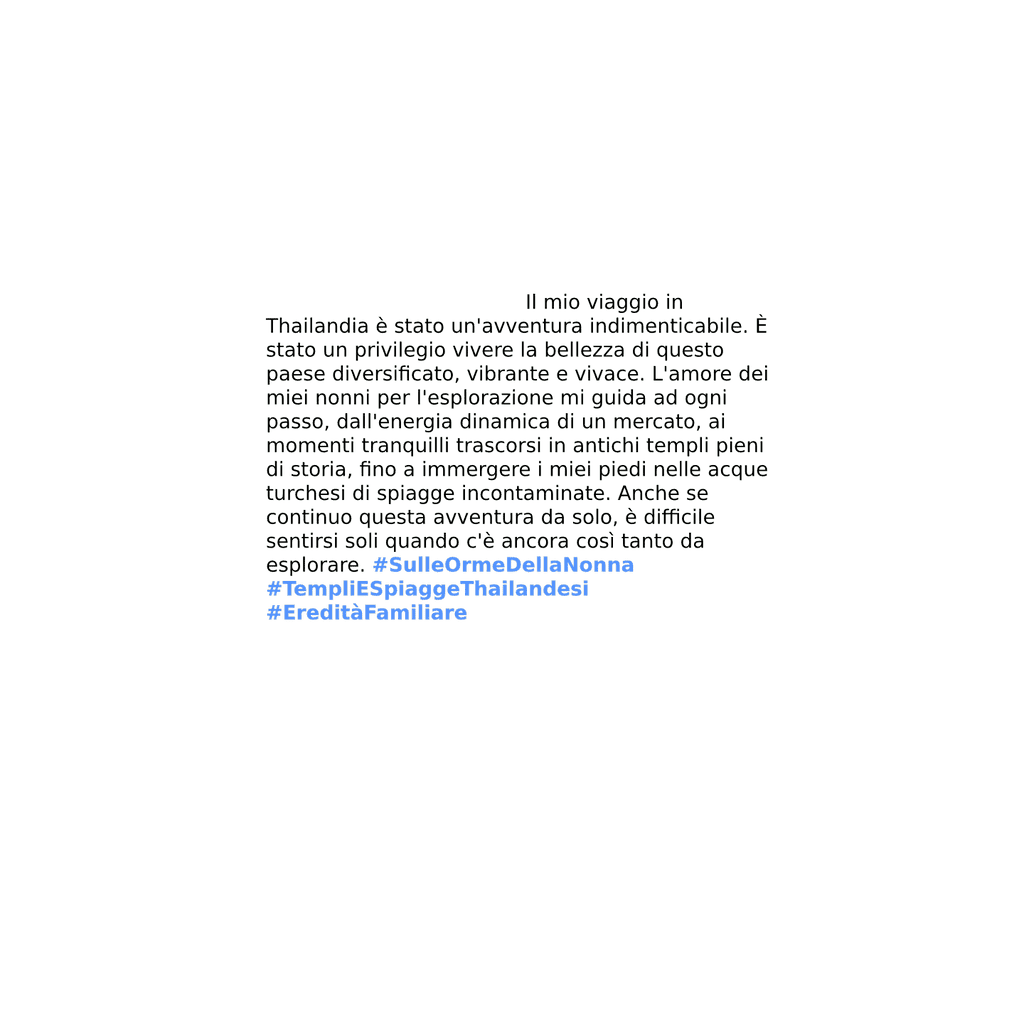 Il mio viaggio in
Thailandia è stato un'avventura indimenticabile. È
stato un privilegio vivere la bellezza di questo
paese diversificato, vibrante e vivace. L'amore dei
miei nonni per l'esplorazione mi guida ad ogni
passo, dall'energia dinamica di un mercato, ai
momenti tranquilli trascorsi in antichi templi pieni
di storia, fino a immergere i miei piedi nelle acque
turchesi di spiagge incontaminate. Anche se
continuo questa avventura da solo, è difficile
sentirsi soli quando c'è ancora così tanto da
esplorare. #SulleOrmeDellaNonna
#TempliESpiaggeThailandesi
#EreditàFamiliare